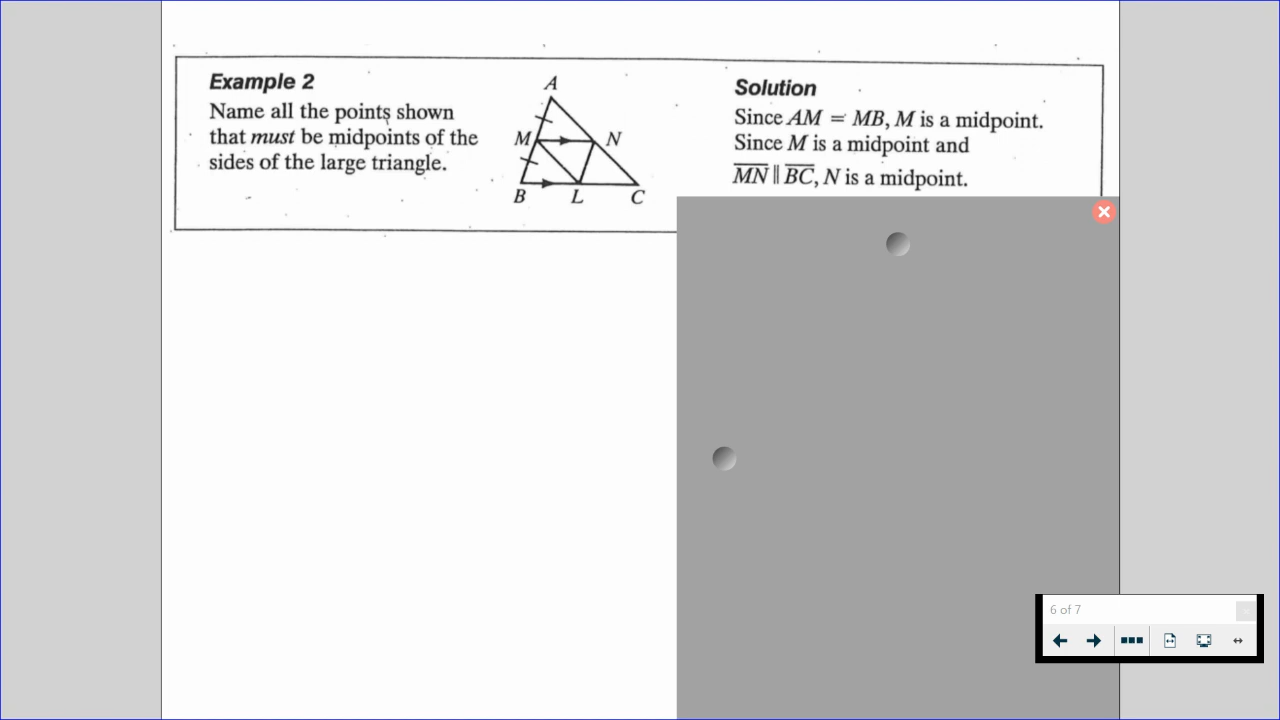 Example 2
Name all the points shown
that must be midpoints of the
sides of the large triangle.
A
M
N
B
L
C
Solution
Since AM = MB, M is a midpoint.
Since M is a midpoint and
MN || BC, N is a midpoint.
6 of 7